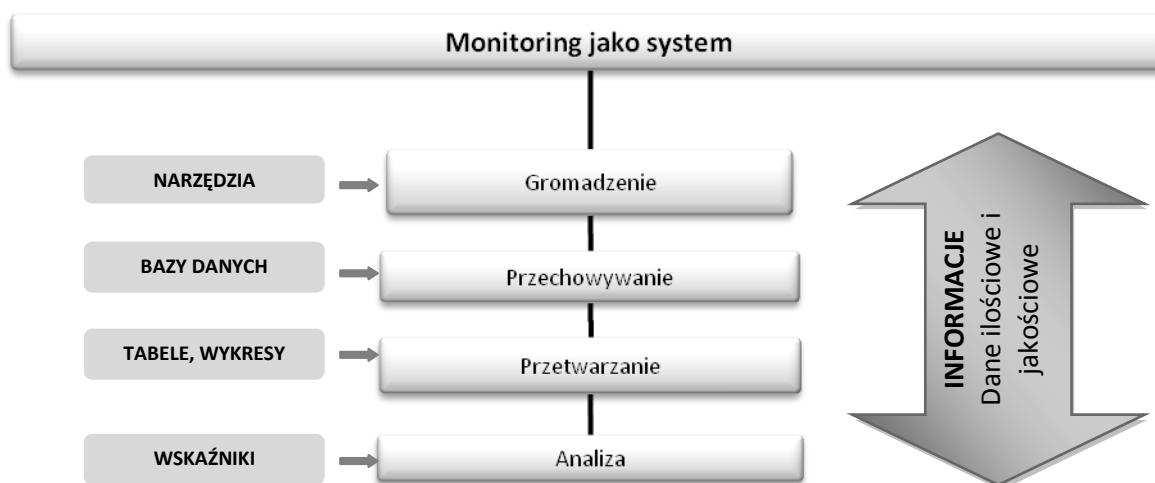 Monitoring jako system
NARZĘDZIA
Gromadzenie
BAZY DANYCH
Przechowywanie
TABELE, WYKRESY
Przetwarzanie
WSKAŹNIKI
Analiza
INFORMACJE
Dane ilościowe i
jakościowe